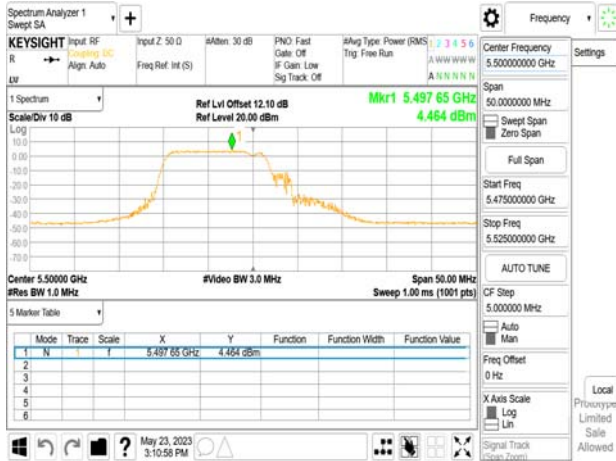 Spectrum Analyzer 1
Swept SA
+
Frequency
KEYSIGHT
Input: RF
Coupling: DC
Align: Auto
Input Z: 50 Ω
Freq Ref: Int (S)
#Atten: 30 dB
PNO: Fast
Gate: Off
IF Gain: Low
Sig Track: Off
#Avg Type: Power (RMS
Trig: Free Run
1 2 3 4 5 6
A W W W W W
A N N N N N
R
LM
1 Spectrum
Scale/Div 10 dB
Ref Lvl Offset 12.10 dB
Ref Level 20.00 dBm
Mkr1 5.497 65 GHz
4.464 dBm
Log
10.0
0.00
-10.0
-20.0
-30.0
-40.0
-50.0
-60.0
-70.0
1
Center 5.50000 GHz
#Res BW 1.0 MHz
#Video BW 3.0 MHz
Span 50.00 MHz
Sweep 1.00 ms (1001 pts)
5 Marker Table
Mode Trace Scale X Y Function Function Width Function Value
1 N 1 f 5.497 65 GHz 4.464 dBm
2
3
4
5
6
May 23, 2023
3:10:58 PM
Center Frequency
5.500000000 GHz
Span
50.0000000 MHz
Swept Span
Zero Span
Full Span
Start Freq
5.475000000 GHz
Stop Freq
5.525000000 GHz
AUTO TUNE
CF Step
5.000000 MHz
Auto
Man
Freq Offset
0 Hz
X Axis Scale
Log
Lin
Signal Track
(Span Zoom)
Settings
Local
Prototype
Limited
Sale
Allowed